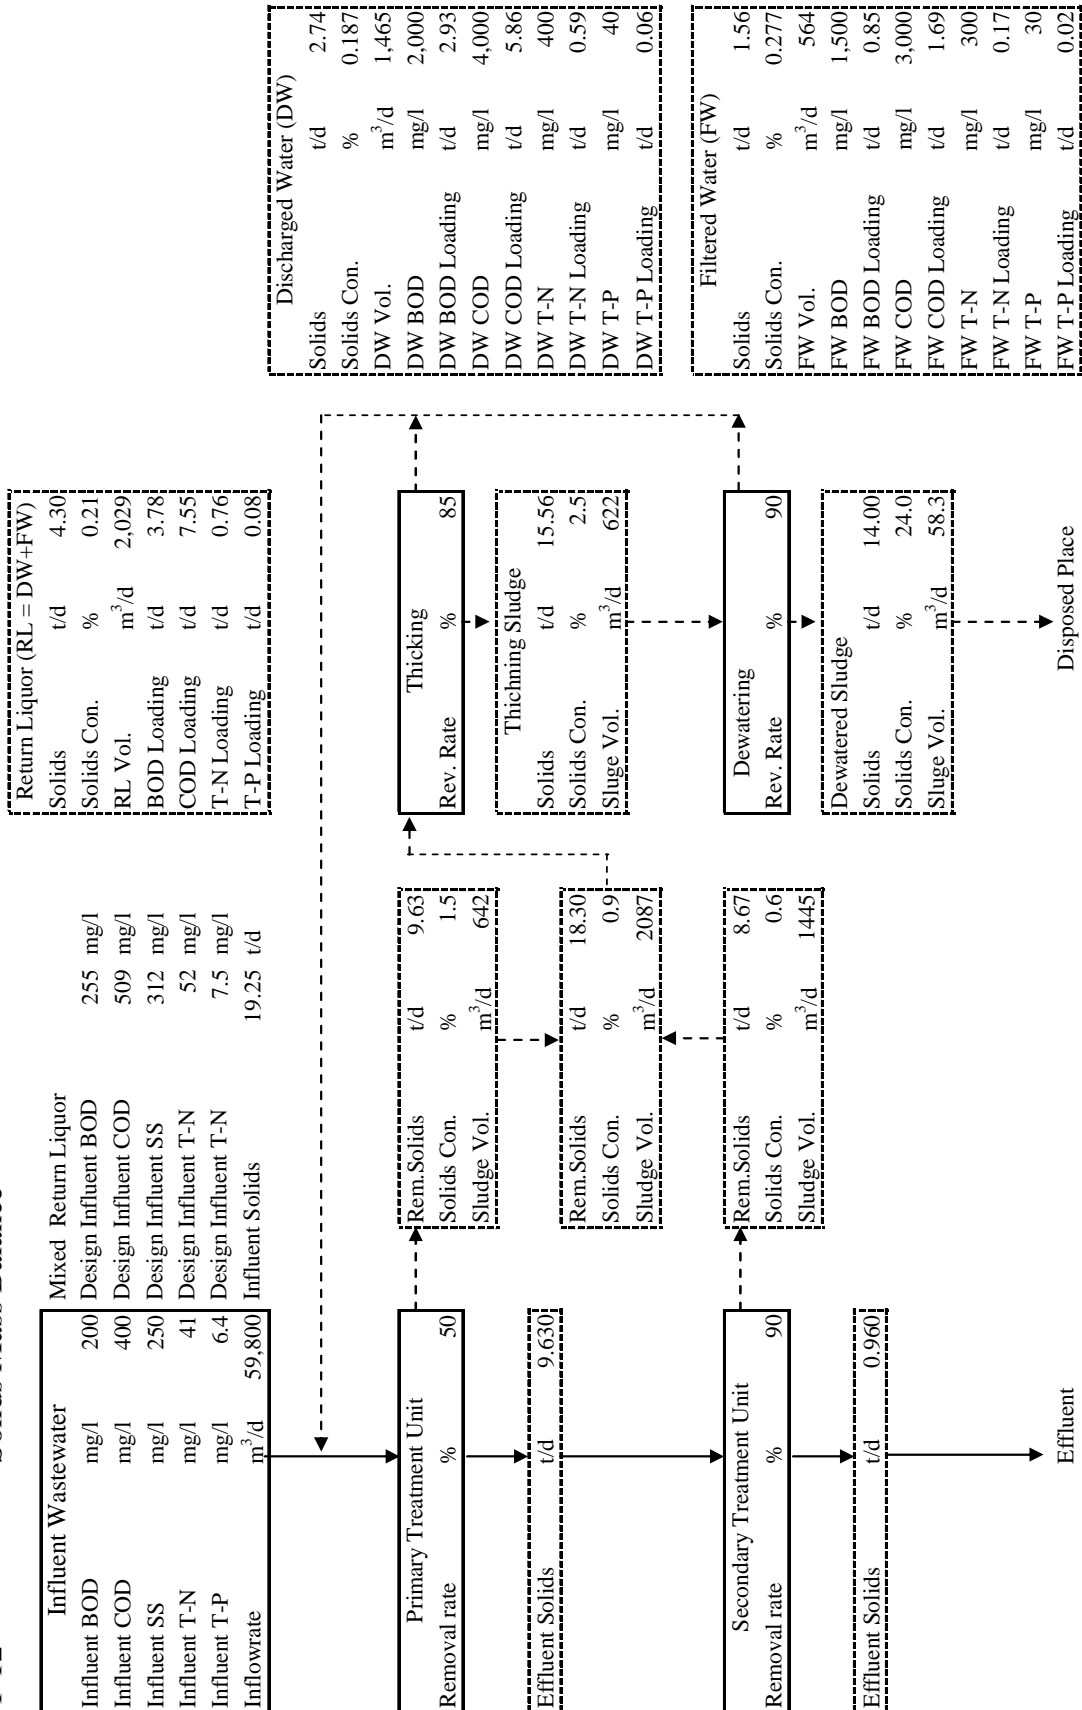 Solids Mass Balance
Influent Wastewater
Influent BOD mg/l 200
Influent COD mg/l 400
Influent SS mg/l 250
Influent T-N mg/l 41
Influent T-P mg/l 6.4
Inflowrate m³/d 59,800
Mixed Return Liquor
Design Influent BOD 255 mg/l
Design Influent COD 509 mg/l
Design Influent SS 312 mg/l
Design Influent T-N 52 mg/l
Design Influent T-N 7.5 mg/l
Influent Solids 19.25 t/d
Return Liquor (RL = DW+FW)
Solids t/d 4.30
Solids Con. % 0.21
RL Vol. m³/d 2,029
BOD Loading t/d 3.78
COD Loading t/d 7.55
T-N Loading t/d 0.76
T-P Loading t/d 0.08
Primary Treatment Unit
Removal rate % 50
Effluent Solids t/d 9.630
Secondary Treatment Unit
Removal rate % 90
Effluent Solids t/d 0.960
Effluent
Rem.Solids t/d 9.63
Solids Con. % 1.5
Sludge Vol. m³/d 642
Rem.Solids t/d 18.30
Solids Con. % 0.9
Sludge Vol. m³/d 2087
Rem.Solids t/d 8.67
Solids Con. % 0.6
Sludge Vol. m³/d 1445
Thicking
Rev. Rate % 85
Thichning Sludge
Solids t/d 15.56
Solids Con. % 2.5
Sluge Vol. m³/d 622
Dewatering
Rev. Rate % 90
Dewatered Sludge
Solids t/d 14.00
Solids Con. % 24.0
Sluge Vol. m³/d 58.3
Disposed Place
Discharged Water (DW)
Solids t/d 2.74
Solids Con. % 0.187
DW Vol. m³/d 1,465
DW BOD mg/l 2,000
DW BOD Loading t/d 2.93
DW COD mg/l 4,000
DW COD Loading t/d 5.86
DW T-N mg/l 400
DW T-N Loading t/d 0.59
DW T-P mg/l 40
DW T-P Loading t/d 0.06
Filtered Water (FW)
Solids t/d 1.56
Solids Con. % 0.277
FW Vol. m³/d 564
FW BOD mg/l 1,500
FW BOD Loading t/d 0.85
FW COD mg/l 3,000
FW COD Loading t/d 1.69
FW T-N mg/l 300
FW T-N Loading t/d 0.17
FW T-P mg/l 30
FW T-P Loading t/d 0.02